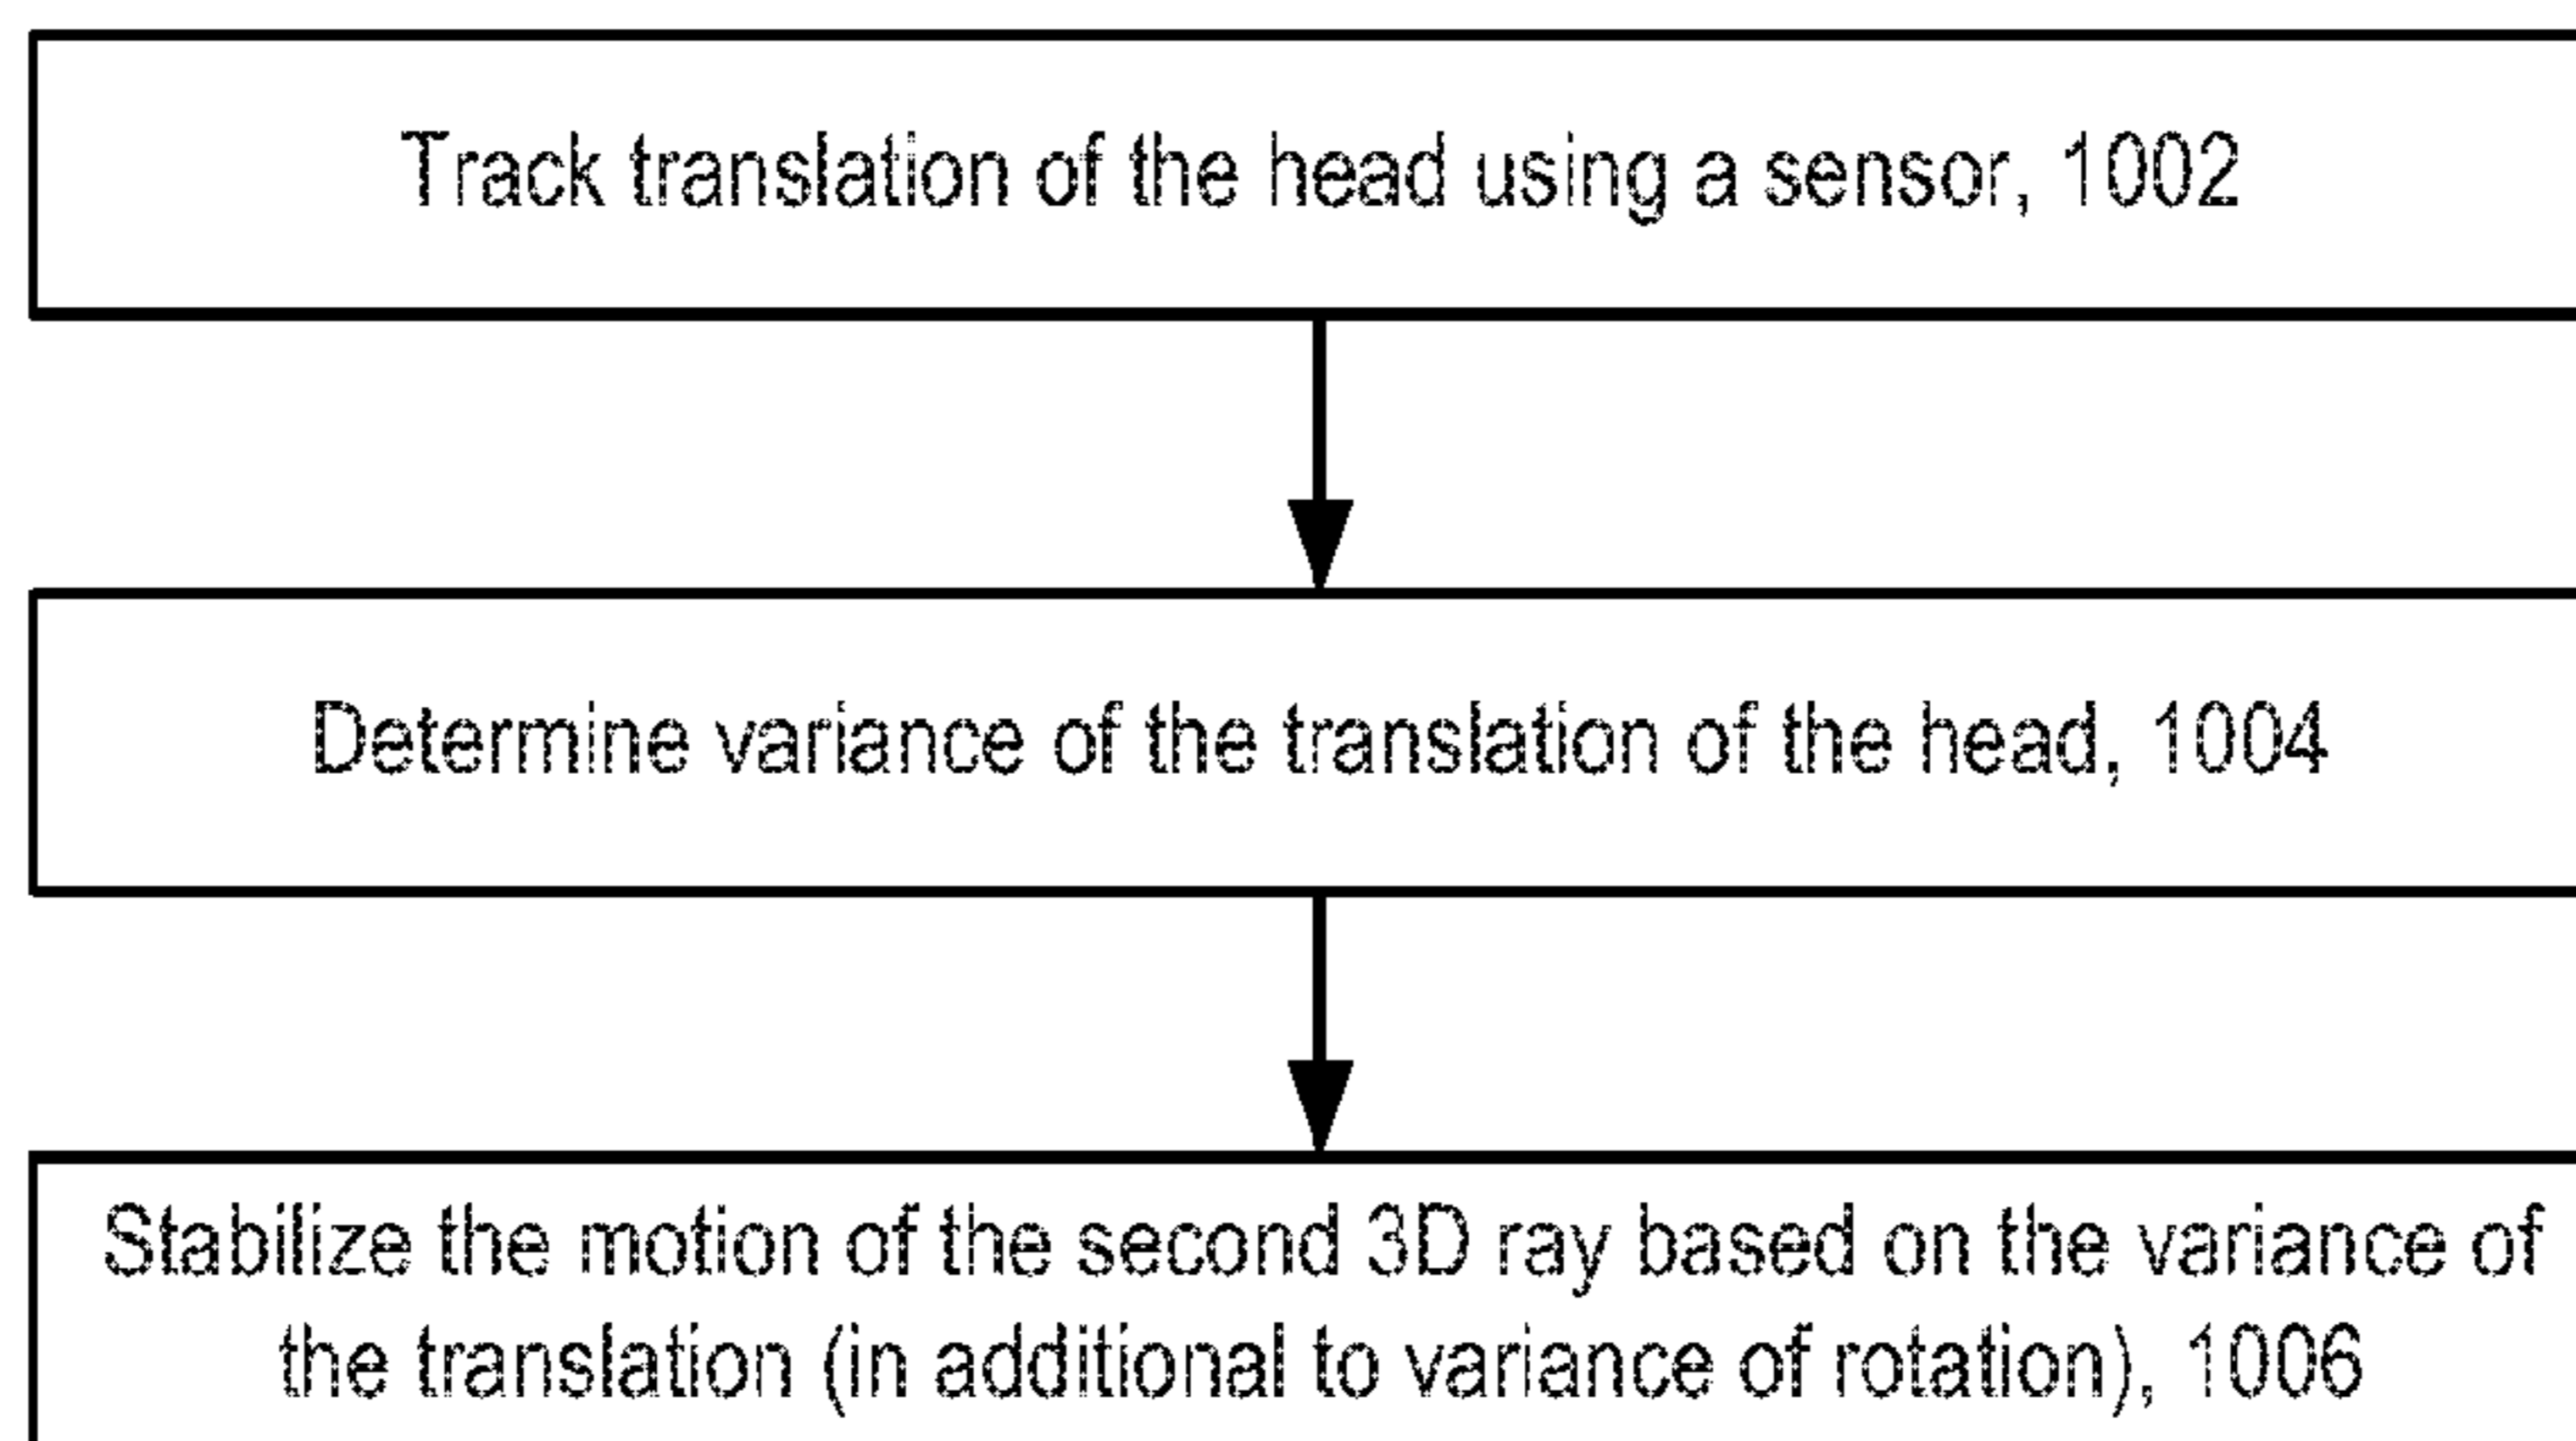 Track translation of the head using a sensor, 1002
Determine variance of the translation of the head, 1004
Stabilize the motion of the second 3D ray based on the variance of
the translation (in additional to variance of rotation), 1006